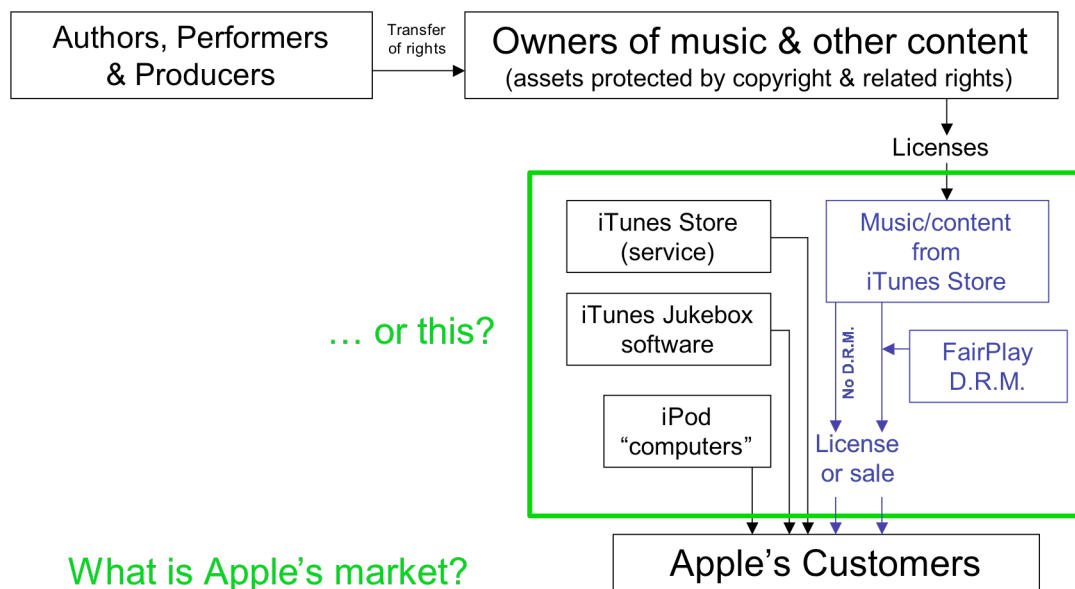 Authors, Performers
& Producers
Transfer
of rights
Owners of music & other content
(assets protected by copyright & related rights)
Licenses
iTunes Store
(service)
Music/content
from
iTunes Store
iTunes Jukebox
software
… or this?
No D.R.M.
FairPlay
D.R.M.
iPod
“computers”
License
or sale
Apple’s Customers
What is Apple’s market?